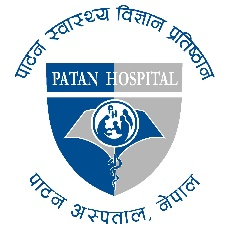 पाटन स्वास्थ्य विज्ञान प्रतिष्ठान
PATAN HOSPITAL
पाटन अस्पताल, नेपाल